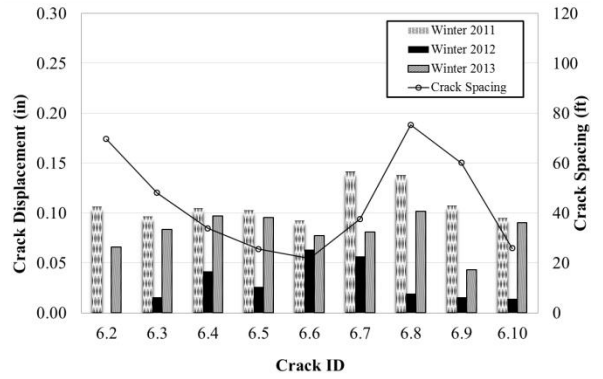 0.30
0.25
0.20
0.15
0.10
0.05
0.00
Crack Displacement (in)
120
100
80
60
40
20
0
Crack Spacing (ft)
Winter 2011
Winter 2012
Winter 2013
Crack Spacing
6.2 6.3 6.4 6.5 6.6 6.7 6.8 6.9 6.10
Crack ID